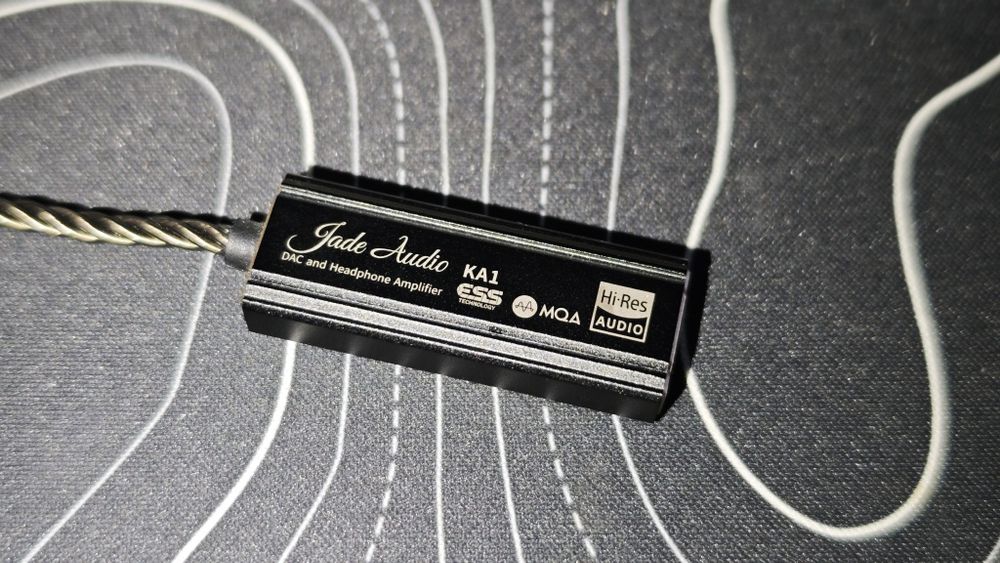 Jade Audio
DAC and Headphone Amplifier
KA1
ESS
TECHNOLOGY
MQA
Hi-Res
AUDIO